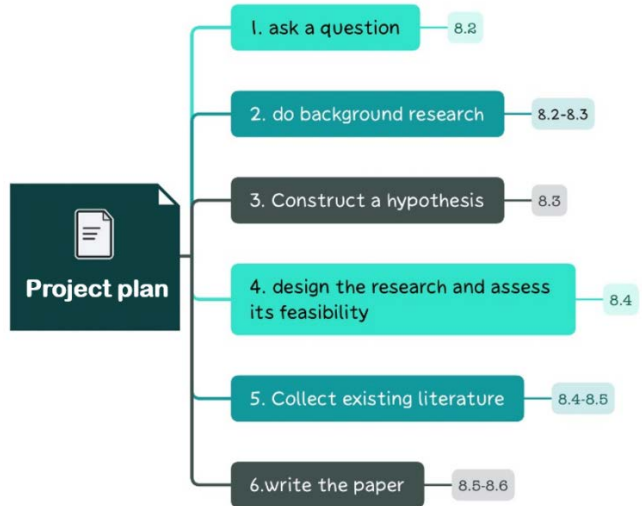 1. ask a question
8.2
2. do background research
8.2-8.3
3. Construct a hypothesis
8.3
Project plan
4. design the research and assess
its feasibility
8.4
5. Collect existing literature
8.4-8.5
6.write the paper
8.5-8.6